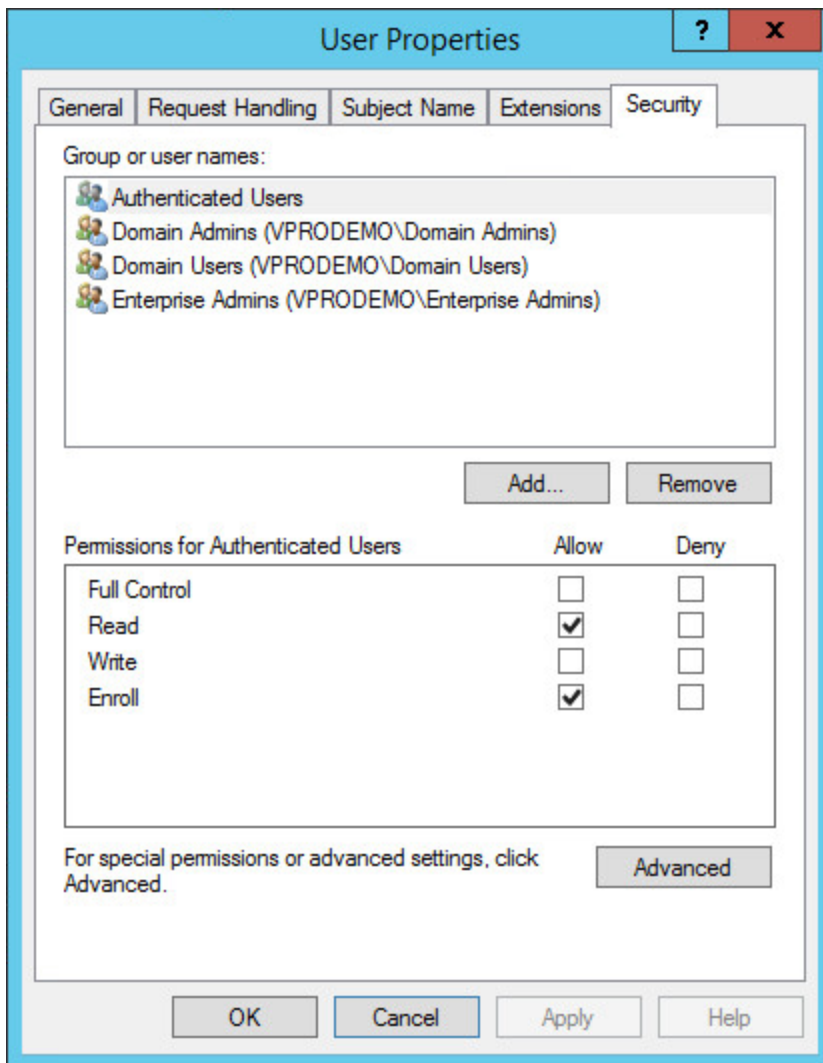 User Properties
?
x
General Request Handling Subject Name Extensions Security
Group or user names:
Authenticated Users
Domain Admins (VPRODEMO\Domain Admins)
Domain Users (VPRODEMO\Domain Users)
Enterprise Admins (VPRODEMO\Enterprise Admins)
Add... Remove
Permissions for Authenticated Users Allow Deny
Full Control
Read
Write
Enroll
For special permissions or advanced settings, click
Advanced.
Advanced
OK Cancel Apply Help